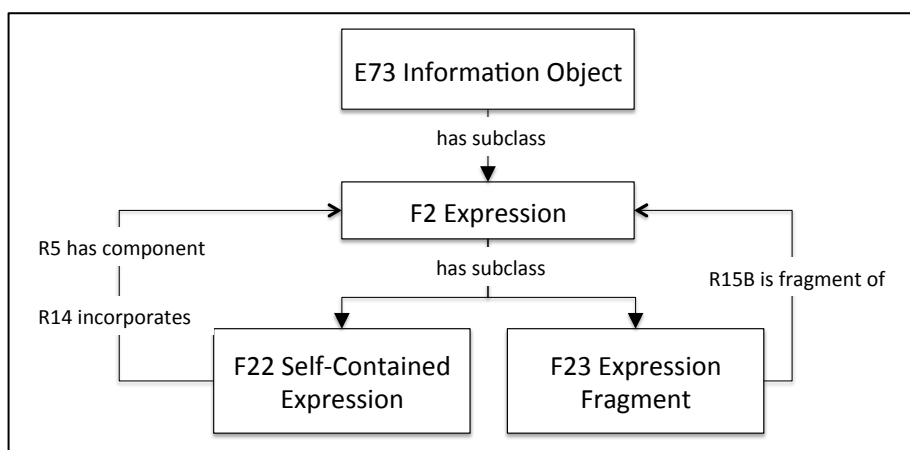 E73 Information Object
has subclass
F2 Expression
R5 has component
has subclass
R15B is fragment of
R14 incorporates
F22 Self-Contained
Expression
F23 Expression
Fragment